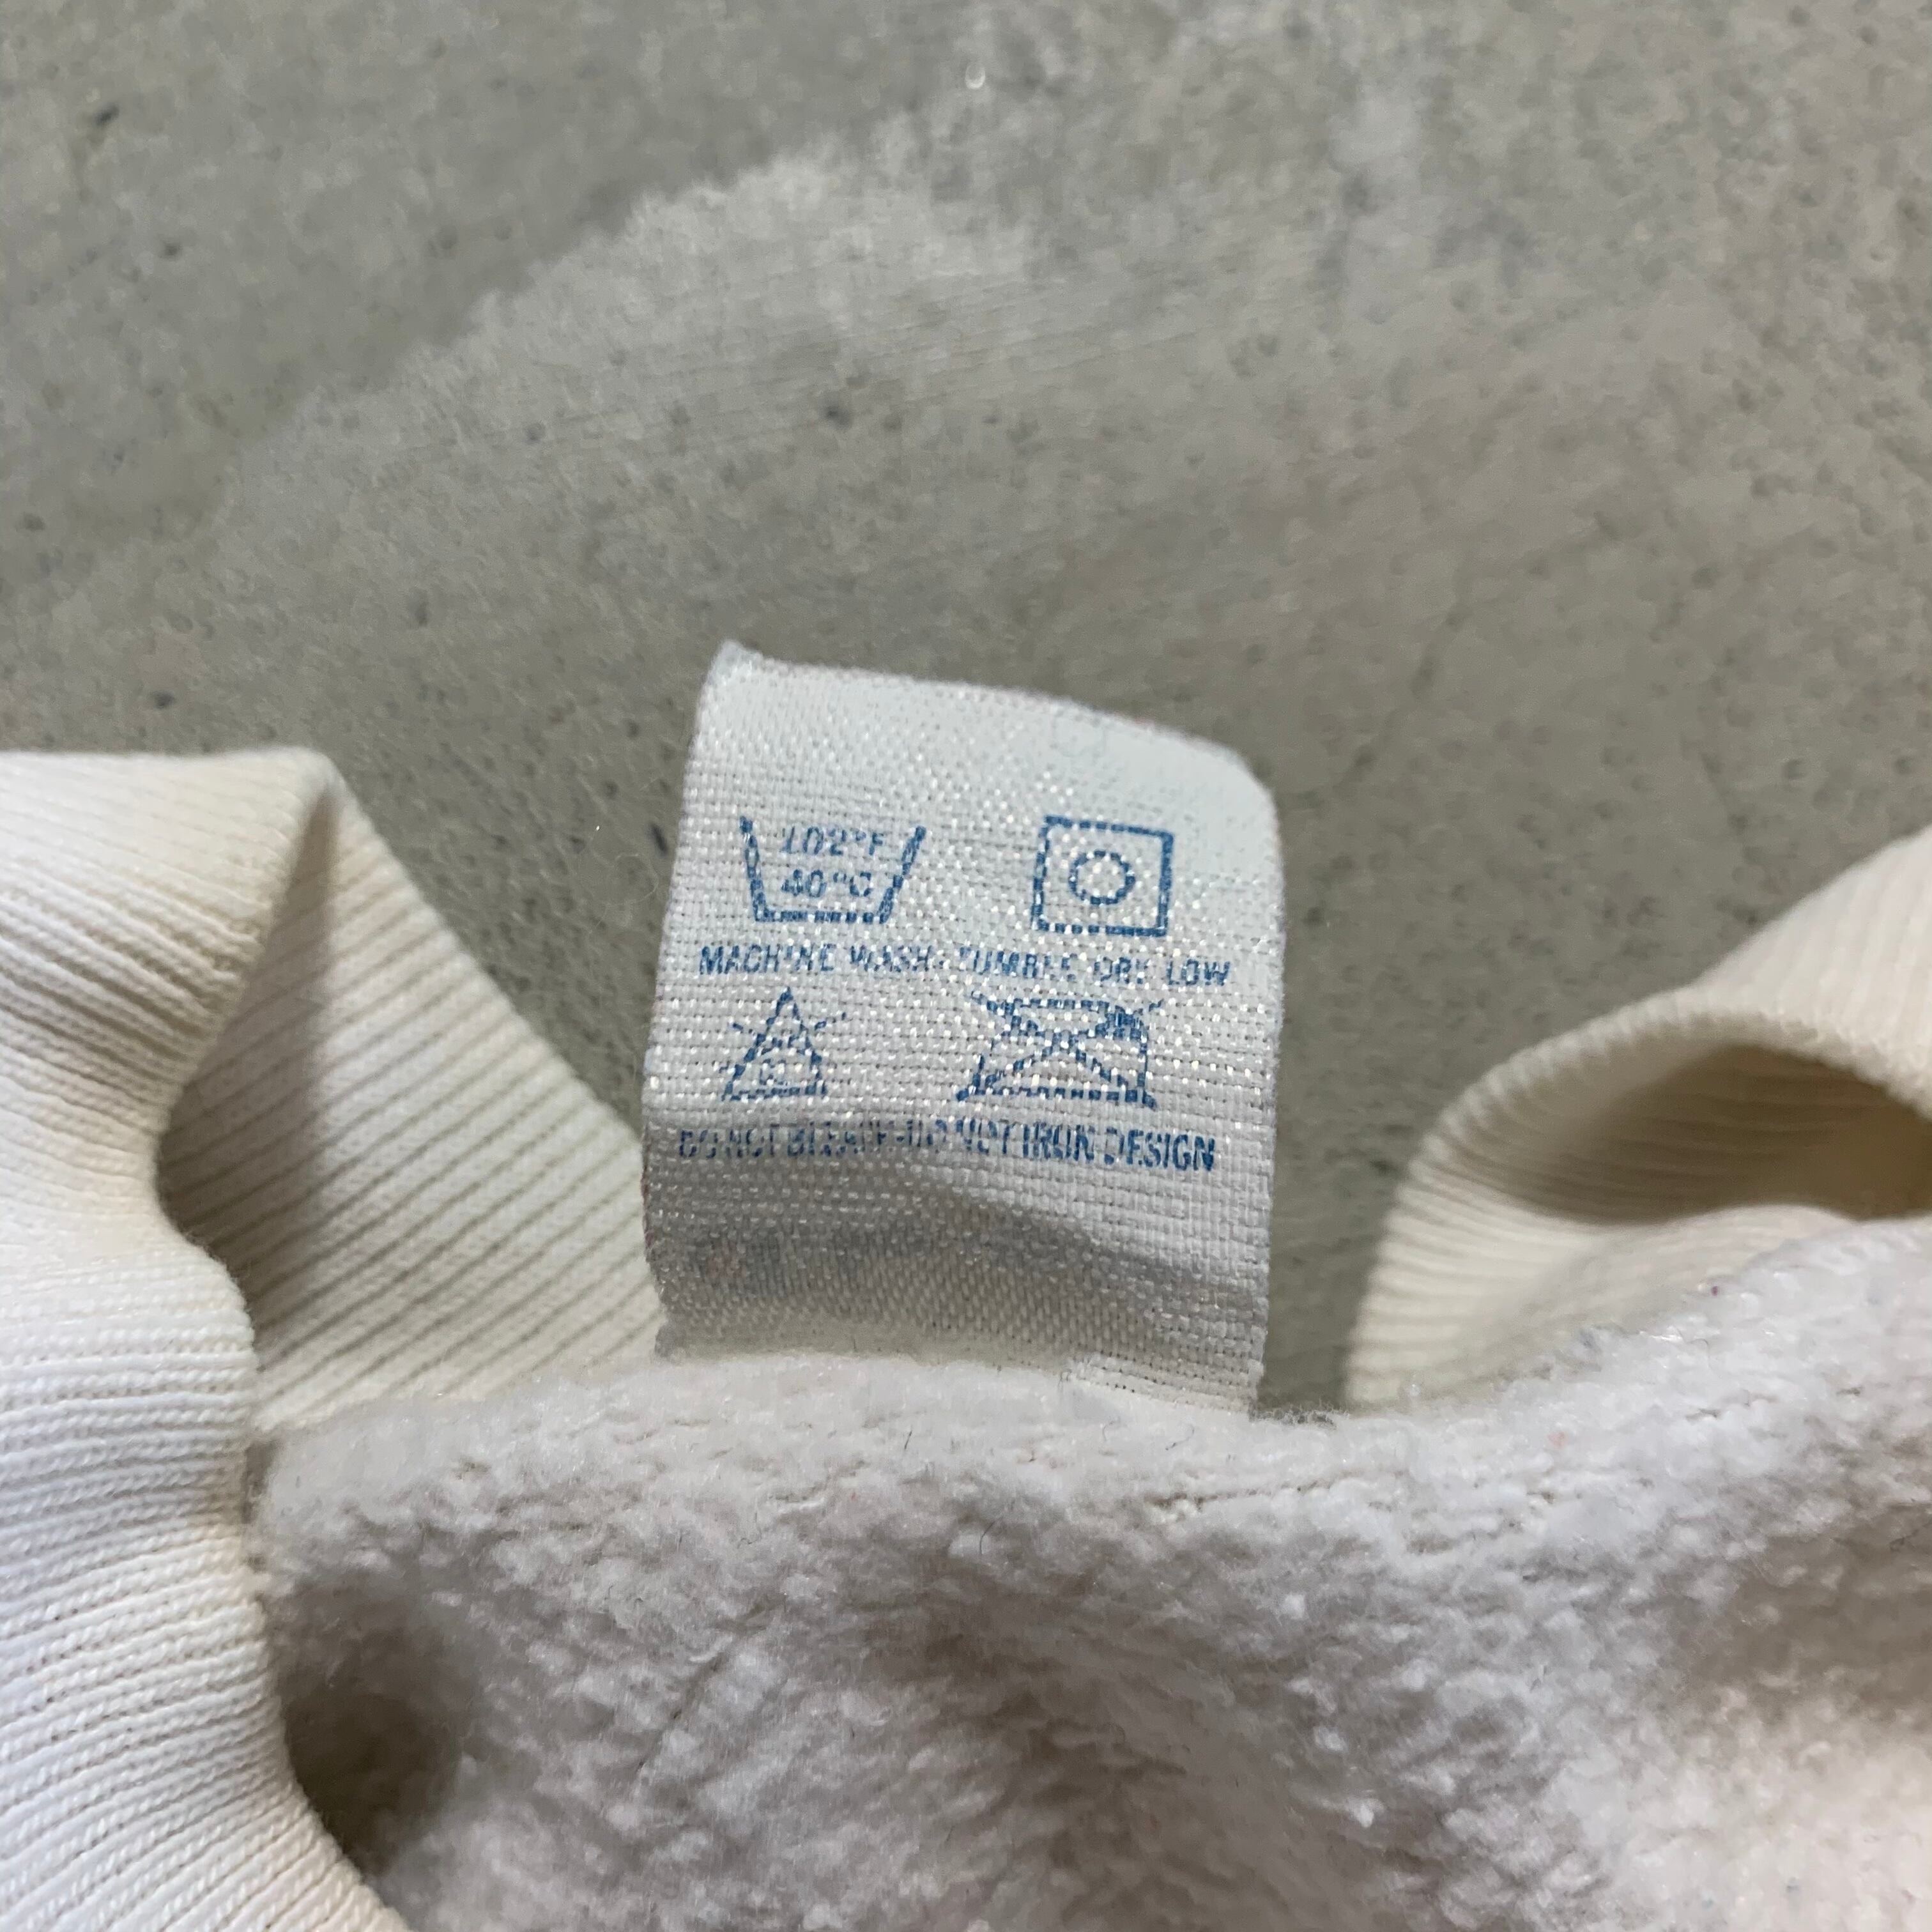 102°F
40°C
MACHINE WASH-TUMBLE DRY LOW
DO NOT BLEACH-DO NOT IRON DESIGN